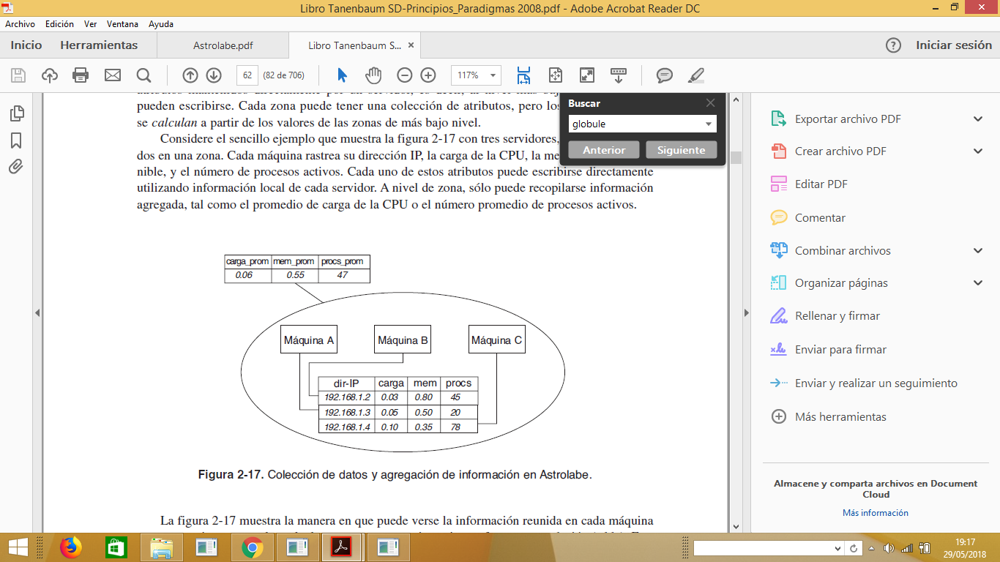 Libro Tanenbaum SD-Principios_Paradigmas 2008.pdf - Adobe Acrobat Reader DC
Archivo Edición Ver Ventana Ayuda
Inicio Herramientas Astrolabe.pdf Libro Tanenbaum S... Iniciar sesión
62 (82 de 706) 117%
pueden escribirse. Cada zona puede tener una colección de atributos, pero los
se calculan a partir de los valores de las zonas de más bajo nivel.
Considere el sencillo ejemplo que muestra la figura 2-17 con tres servidores,
dos en una zona. Cada máquina rastrea su dirección IP, la carga de la CPU, la me
nible, y el número de procesos activos. Cada uno de estos atributos puede escribirse directamente
utilizando información local de cada servidor. A nivel de zona, sólo puede recopilarse información
agregada, tal como el promedio de carga de la CPU o el número promedio de procesos activos.
Buscar
globule
Anterior Siguiente
carga_prom mem_prom procs_prom
0.06 0.55 47
Máquina A Máquina B Máquina C
dir-IP carga mem procs
192.168.1.2 0.03 0.80 45
192.168.1.3 0.05 0.50 20
192.168.1.4 0.10 0.35 78
Figura 2-17. Colección de datos y agregación de información en Astrolabe.
La figura 2-17 muestra la manera en que puede verse la información reunida en cada máquina
Exportar archivo PDF
Crear archivo PDF
Editar PDF
Comentar
Combinar archivos
Organizar páginas
Rellenar y firmar
Enviar para firmar
Enviar y realizar un seguimiento
Más herramientas
Almacene y comparta archivos en Document
Cloud
Más información
19:17
29/05/2018